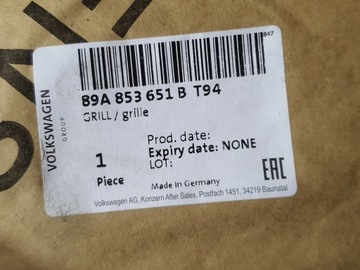 3847
VOLKSWAGEN
GROUP
89A 853 651 B T94
GRILL / grille
1
Piece
Prod. date:
Expiry date: NONE
LOT:
Made in Germany
EAC
Volkswagen AG, Konzern After Sales, Postfach 1451, 34219 Baunatal